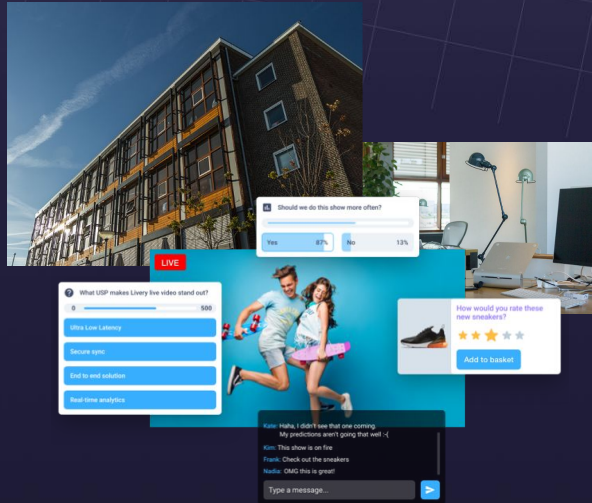 Should we do this show more often?
Yes 87% No 13%
LIVE
What USP makes Livery live video stand out?
0 500
Ultra Low Latency
Secure sync
End to end solution
Real-time analytics
How would you rate these
new sneakers?
Add to basket
Kate: Haha, I didn't see that one coming.
My predictions aren't going that well :-(
Kim: This show is on fire
Frank: Check out the sneakers
Nadia: OMG this is great!
Type a message...